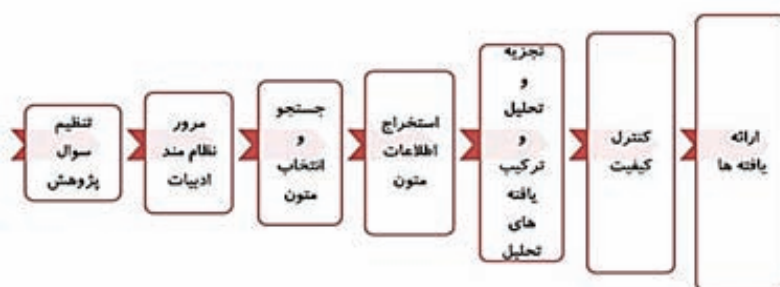 تنظیم
سوال
پژوهش
مرور
نظام مند
ادبیات
جستجو
و
انتخاب
متون
استخراج
اطلاعات
متون
تجزیه
و
تحلیل
و
ترکیب
یافته
های
تحلیل
کنترل
کیفیت
ارائه
یافته ها